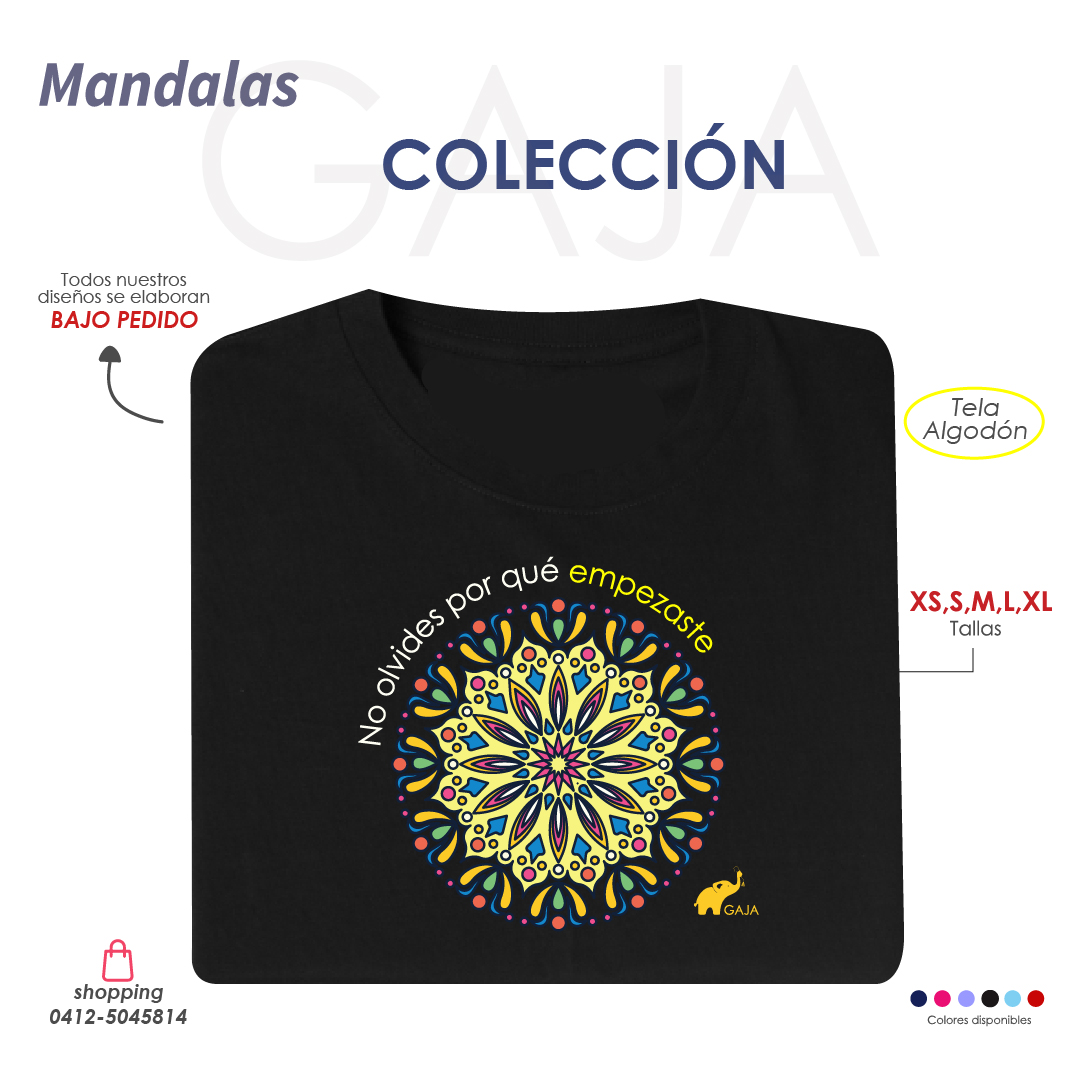 Mandalas
GAJA
COLECCIÓN
Todos nuestros
diseños se elaboran
BAJO PEDIDO
Tela
Algodón
No olvides por qué empezaste
XS,S,M,L,XL
Tallas
GAJA
shopping
0412-5045814
Colores disponibles